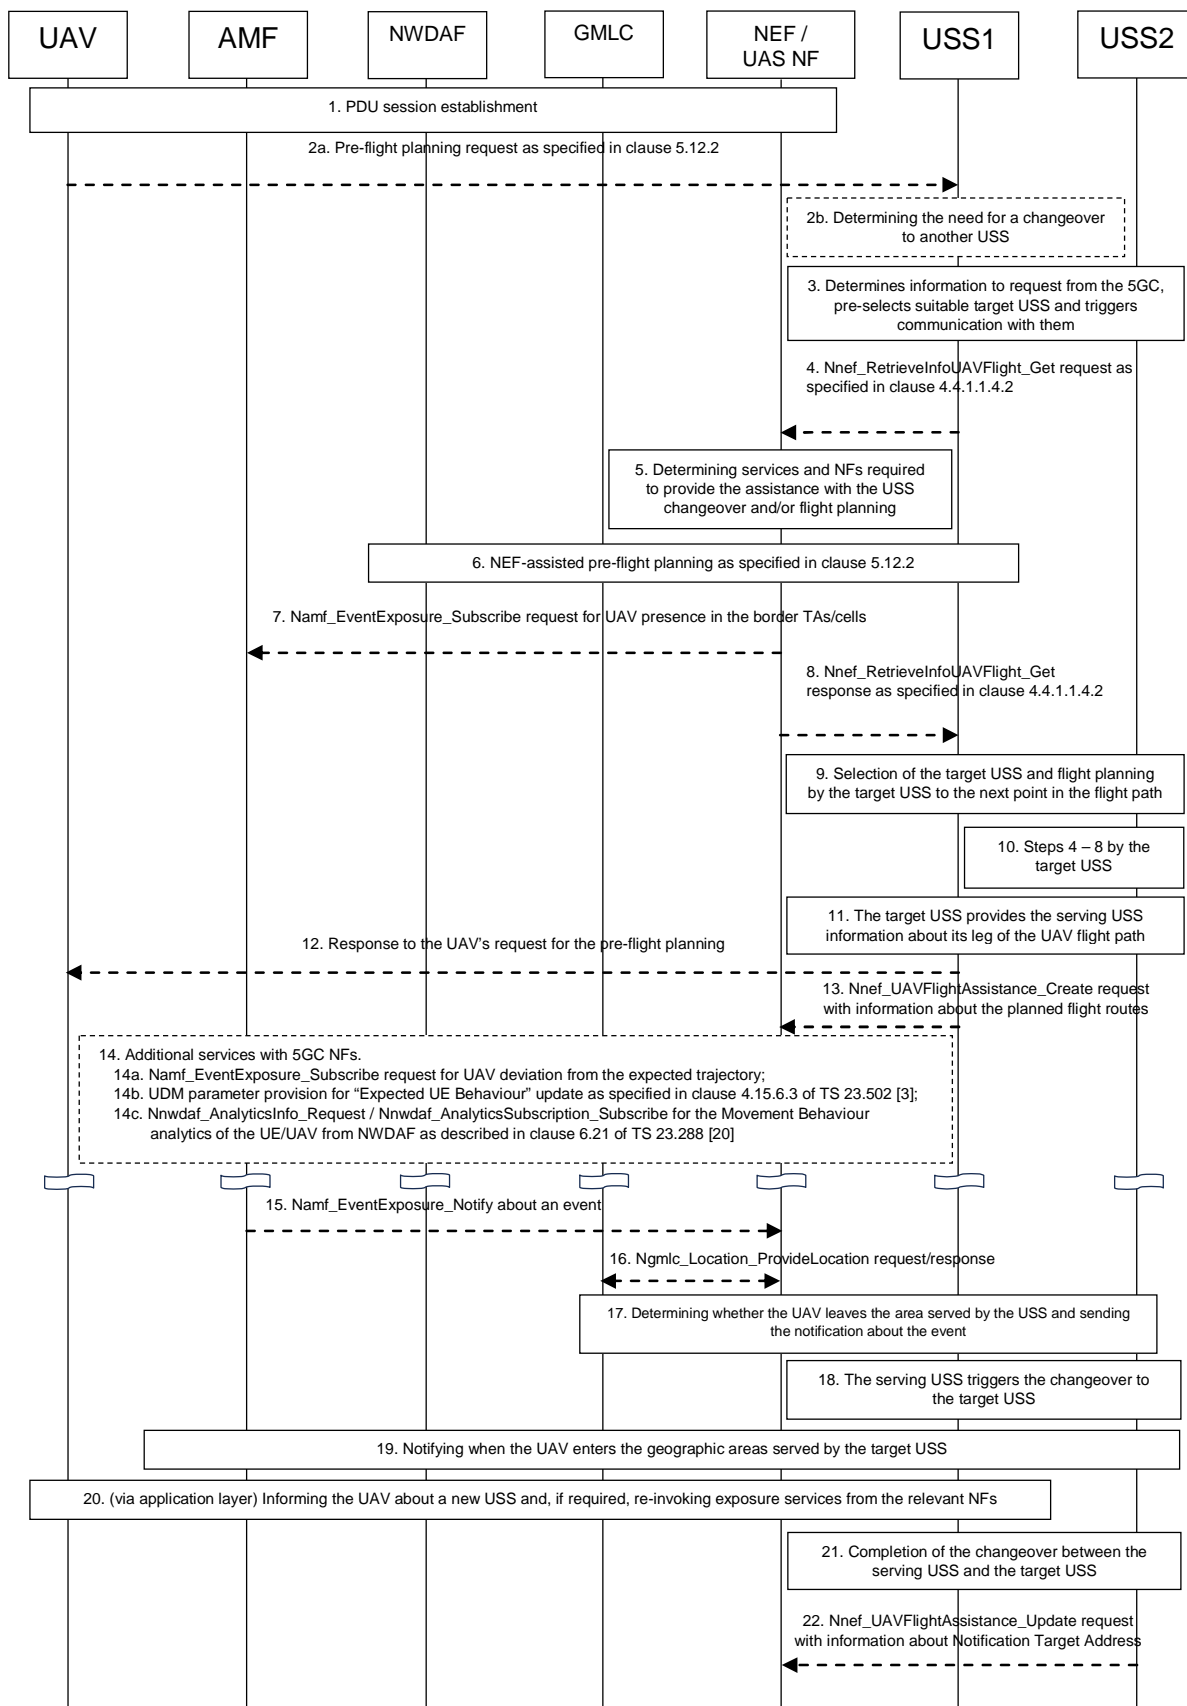 UAV
AMF
NWDAF
GMLC
NEF /
UAS NF
USS1
USS2
1. PDU session establishment
2a. Pre-flight planning request as specified in clause 5.12.2
2b. Determining the need for a changeover
to another USS
3. Determines information to request from the 5GC,
pre-selects suitable target USS and triggers
communication with them
4. Nnef_RetrieveInfoUAVFlight_Get request as
specified in clause 4.4.1.1.4.2
5. Determining services and NFs required
to provide the assistance with the USS
changeover and/or flight planning
6. NEF-assisted pre-flight planning as specified in clause 5.12.2
7. Namf_EventExposure_Subscribe request for UAV presence in the border TAs/cells
8. Nnef_RetrieveInfoUAVFlight_Get
response as specified in clause 4.4.1.1.4.2
9. Selection of the target USS and flight planning
by the target USS to the next point in the flight path
10. Steps 4 – 8 by the
target USS
11. The target USS provides the serving USS
information about its leg of the UAV flight path
12. Response to the UAV's request for the pre-flight planning
13. Nnef_UAVFlightAssistance_Create request
with information about the planned flight routes
14. Additional services with 5GC NFs.
14a. Namf_EventExposure_Subscribe request for UAV deviation from the expected trajectory;
14b. UDM parameter provision for “Expected UE Behaviour” update as specified in clause 4.15.6.3 of TS 23.502 [3];
14c. Nnwdaf_AnalyticsInfo_Request / Nnwdaf_AnalyticsSubscription_Subscribe for the Movement Behaviour
analytics of the UE/UAV from NWDAF as described in clause 6.21 of TS 23.288 [20]
15. Namf_EventExposure_Notify about an event
16. Ngmlc_Location_ProvideLocation request/response
17. Determining whether the UAV leaves the area served by the USS and sending
the notification about the event
18. The serving USS triggers the changeover to
the target USS
19. Notifying when the UAV enters the geographic areas served by the target USS
20. (via application layer) Informing the UAV about a new USS and, if required, re-invoking exposure services from the relevant NFs
21. Completion of the changeover between the
serving USS and the target USS
22. Nnef_UAVFlightAssistance_Update request
with information about Notification Target Address